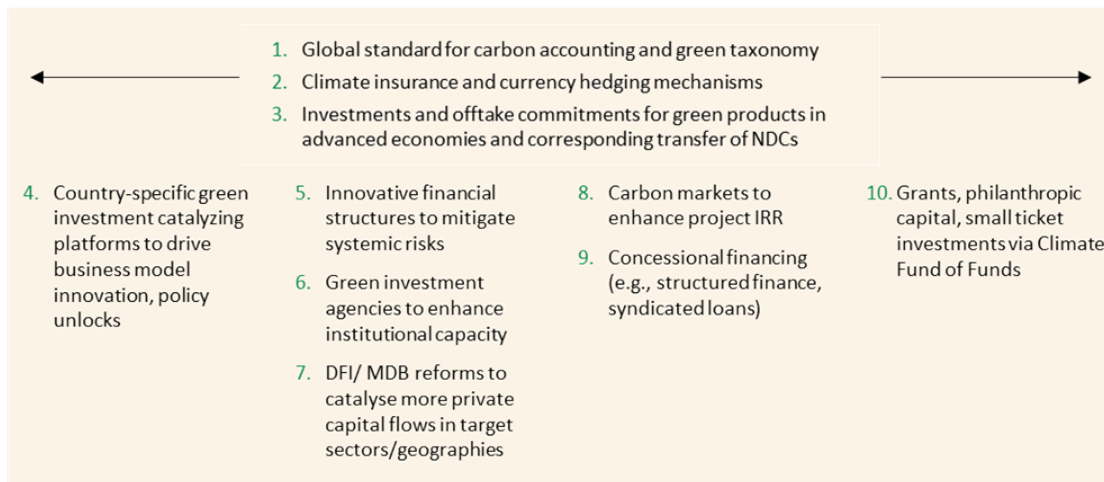 1. Global standard for carbon accounting and green taxonomy
2. Climate insurance and currency hedging mechanisms
3. Investments and offtake commitments for green products in
advanced economies and corresponding transfer of NDCs
4. Country-specific green
investment catalyzing
platforms to drive
business model
innovation, policy
unlocks
5. Innovative financial
structures to mitigate
systemic risks
6. Green investment
agencies to enhance
institutional capacity
7. DFI/ MDB reforms to
catalyse more private
capital flows in target
sectors/geographies
8. Carbon markets to
enhance project IRR
9. Concessional financing
(e.g., structured finance,
syndicated loans)
10. Grants, philanthropic
capital, small ticket
investments via Climate
Fund of Funds